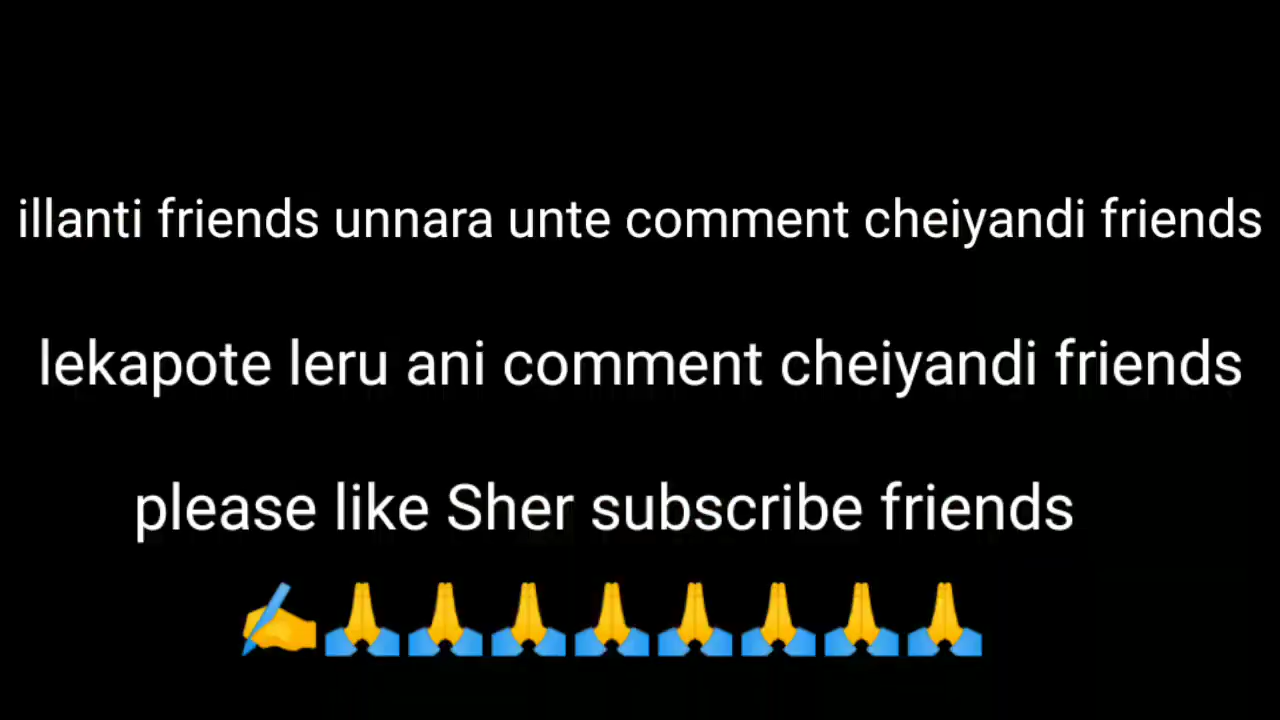 illanti friends unnara unte comment cheiyandi friends
lekapote leru ani comment cheiyandi friends
please like Sher subscribe friends
✍🙏🙏🙏🙏🙏🙏🙏🙏